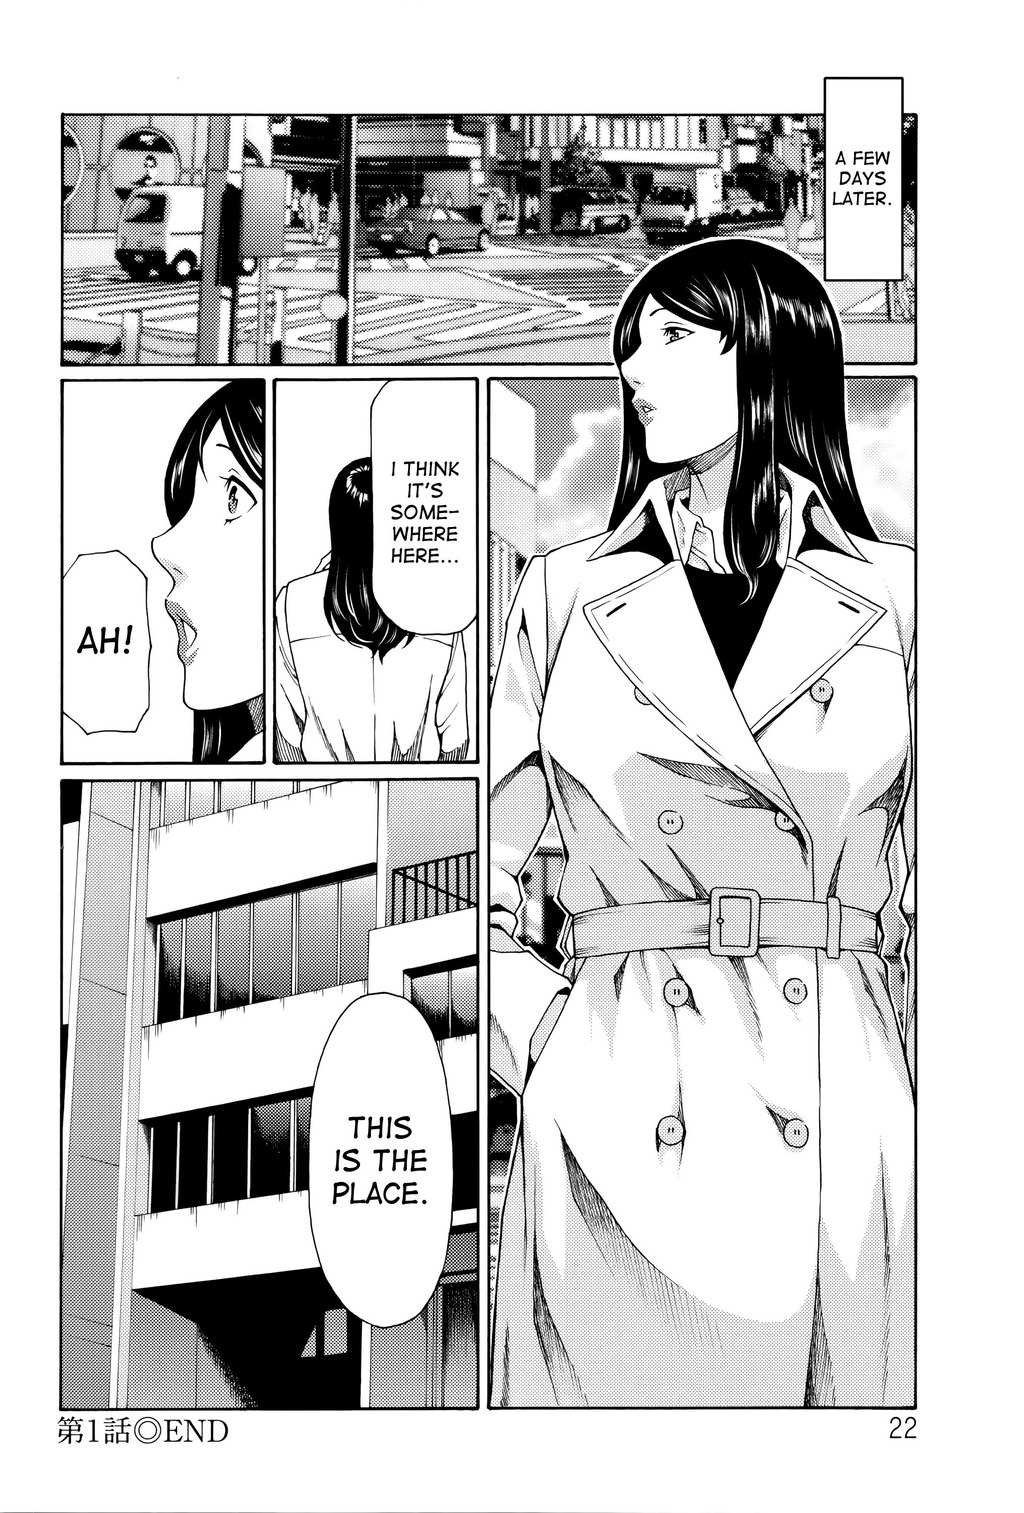 A FEW
DAYS
LATER.
I THINK
IT'S
SOME-
WHERE
HERE...
AH!
THIS
IS THE
PLACE.
第1話◎END
22